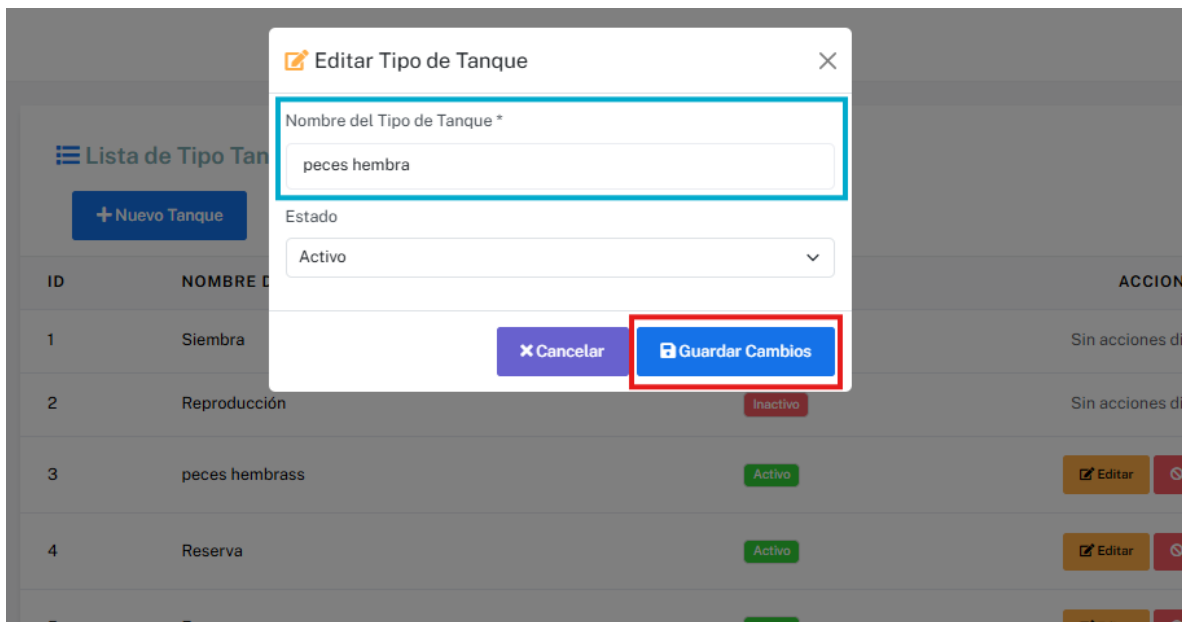 Editar Tipo de Tanque
Nombre del Tipo de Tanque *
peces hembra
Estado
Activo
Cancelar Guardar Cambios
Lista de Tipo Tan
Nuevo Tanque
ID NOMBRE D ACCION
1 Siembra Sin acciones di
2 Reproducción Inactivo Sin acciones di
3 peces hembrass Activo Editar
4 Reserva Activo Editar